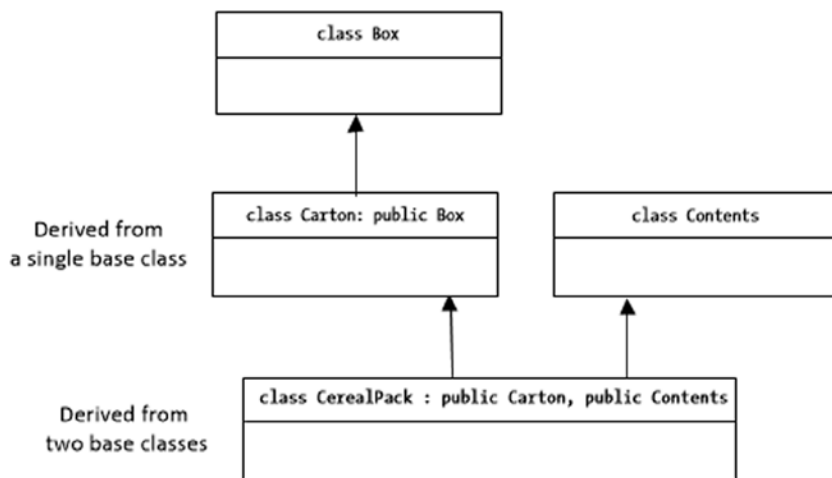 class Box
Derived from
a single base class
class Carton: public Box
class Contents
Derived from
two base classes
class CerealPack : public Carton, public Contents